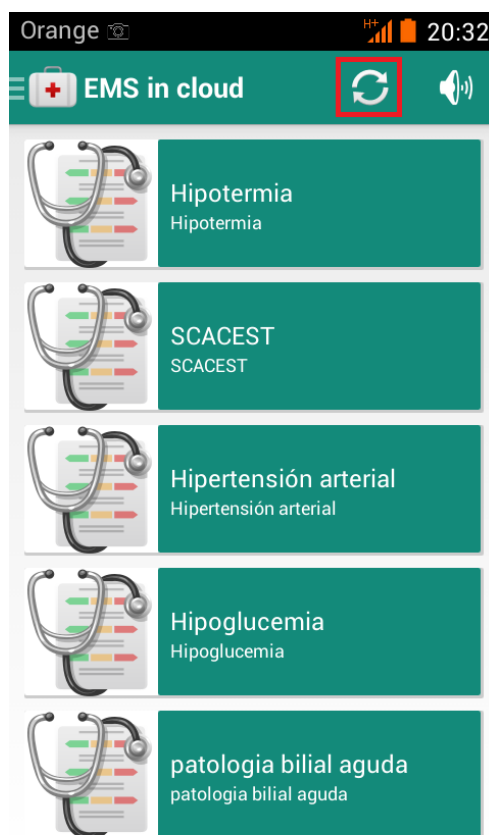 Orange
H+
20:32
EMS in cloud
Hipotermia
Hipotermia
SCACEST
SCACEST
Hipertensión arterial
Hipertensión arterial
Hipoglucemia
Hipoglucemia
patologia bilial aguda
patologia bilial aguda